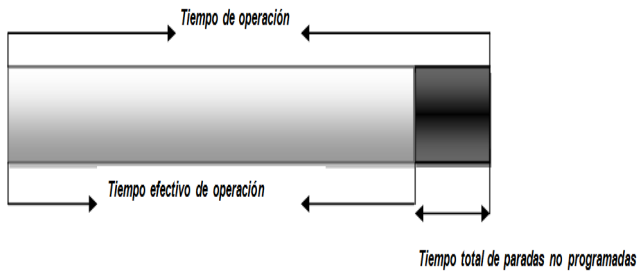 Tiempo de operación
Tiempo efectivo de operación
Tiempo total de paradas no programadas